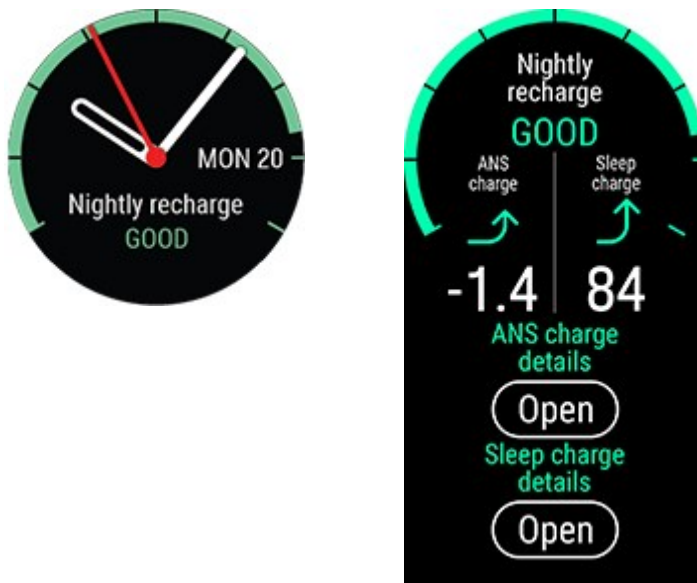 MON 20
Nightly recharge
GOOD
Nightly
recharge
GOOD
ANS
charge
Sleep
charge
-1.4
84
ANS charge
details
Open
Sleep charge
details
Open